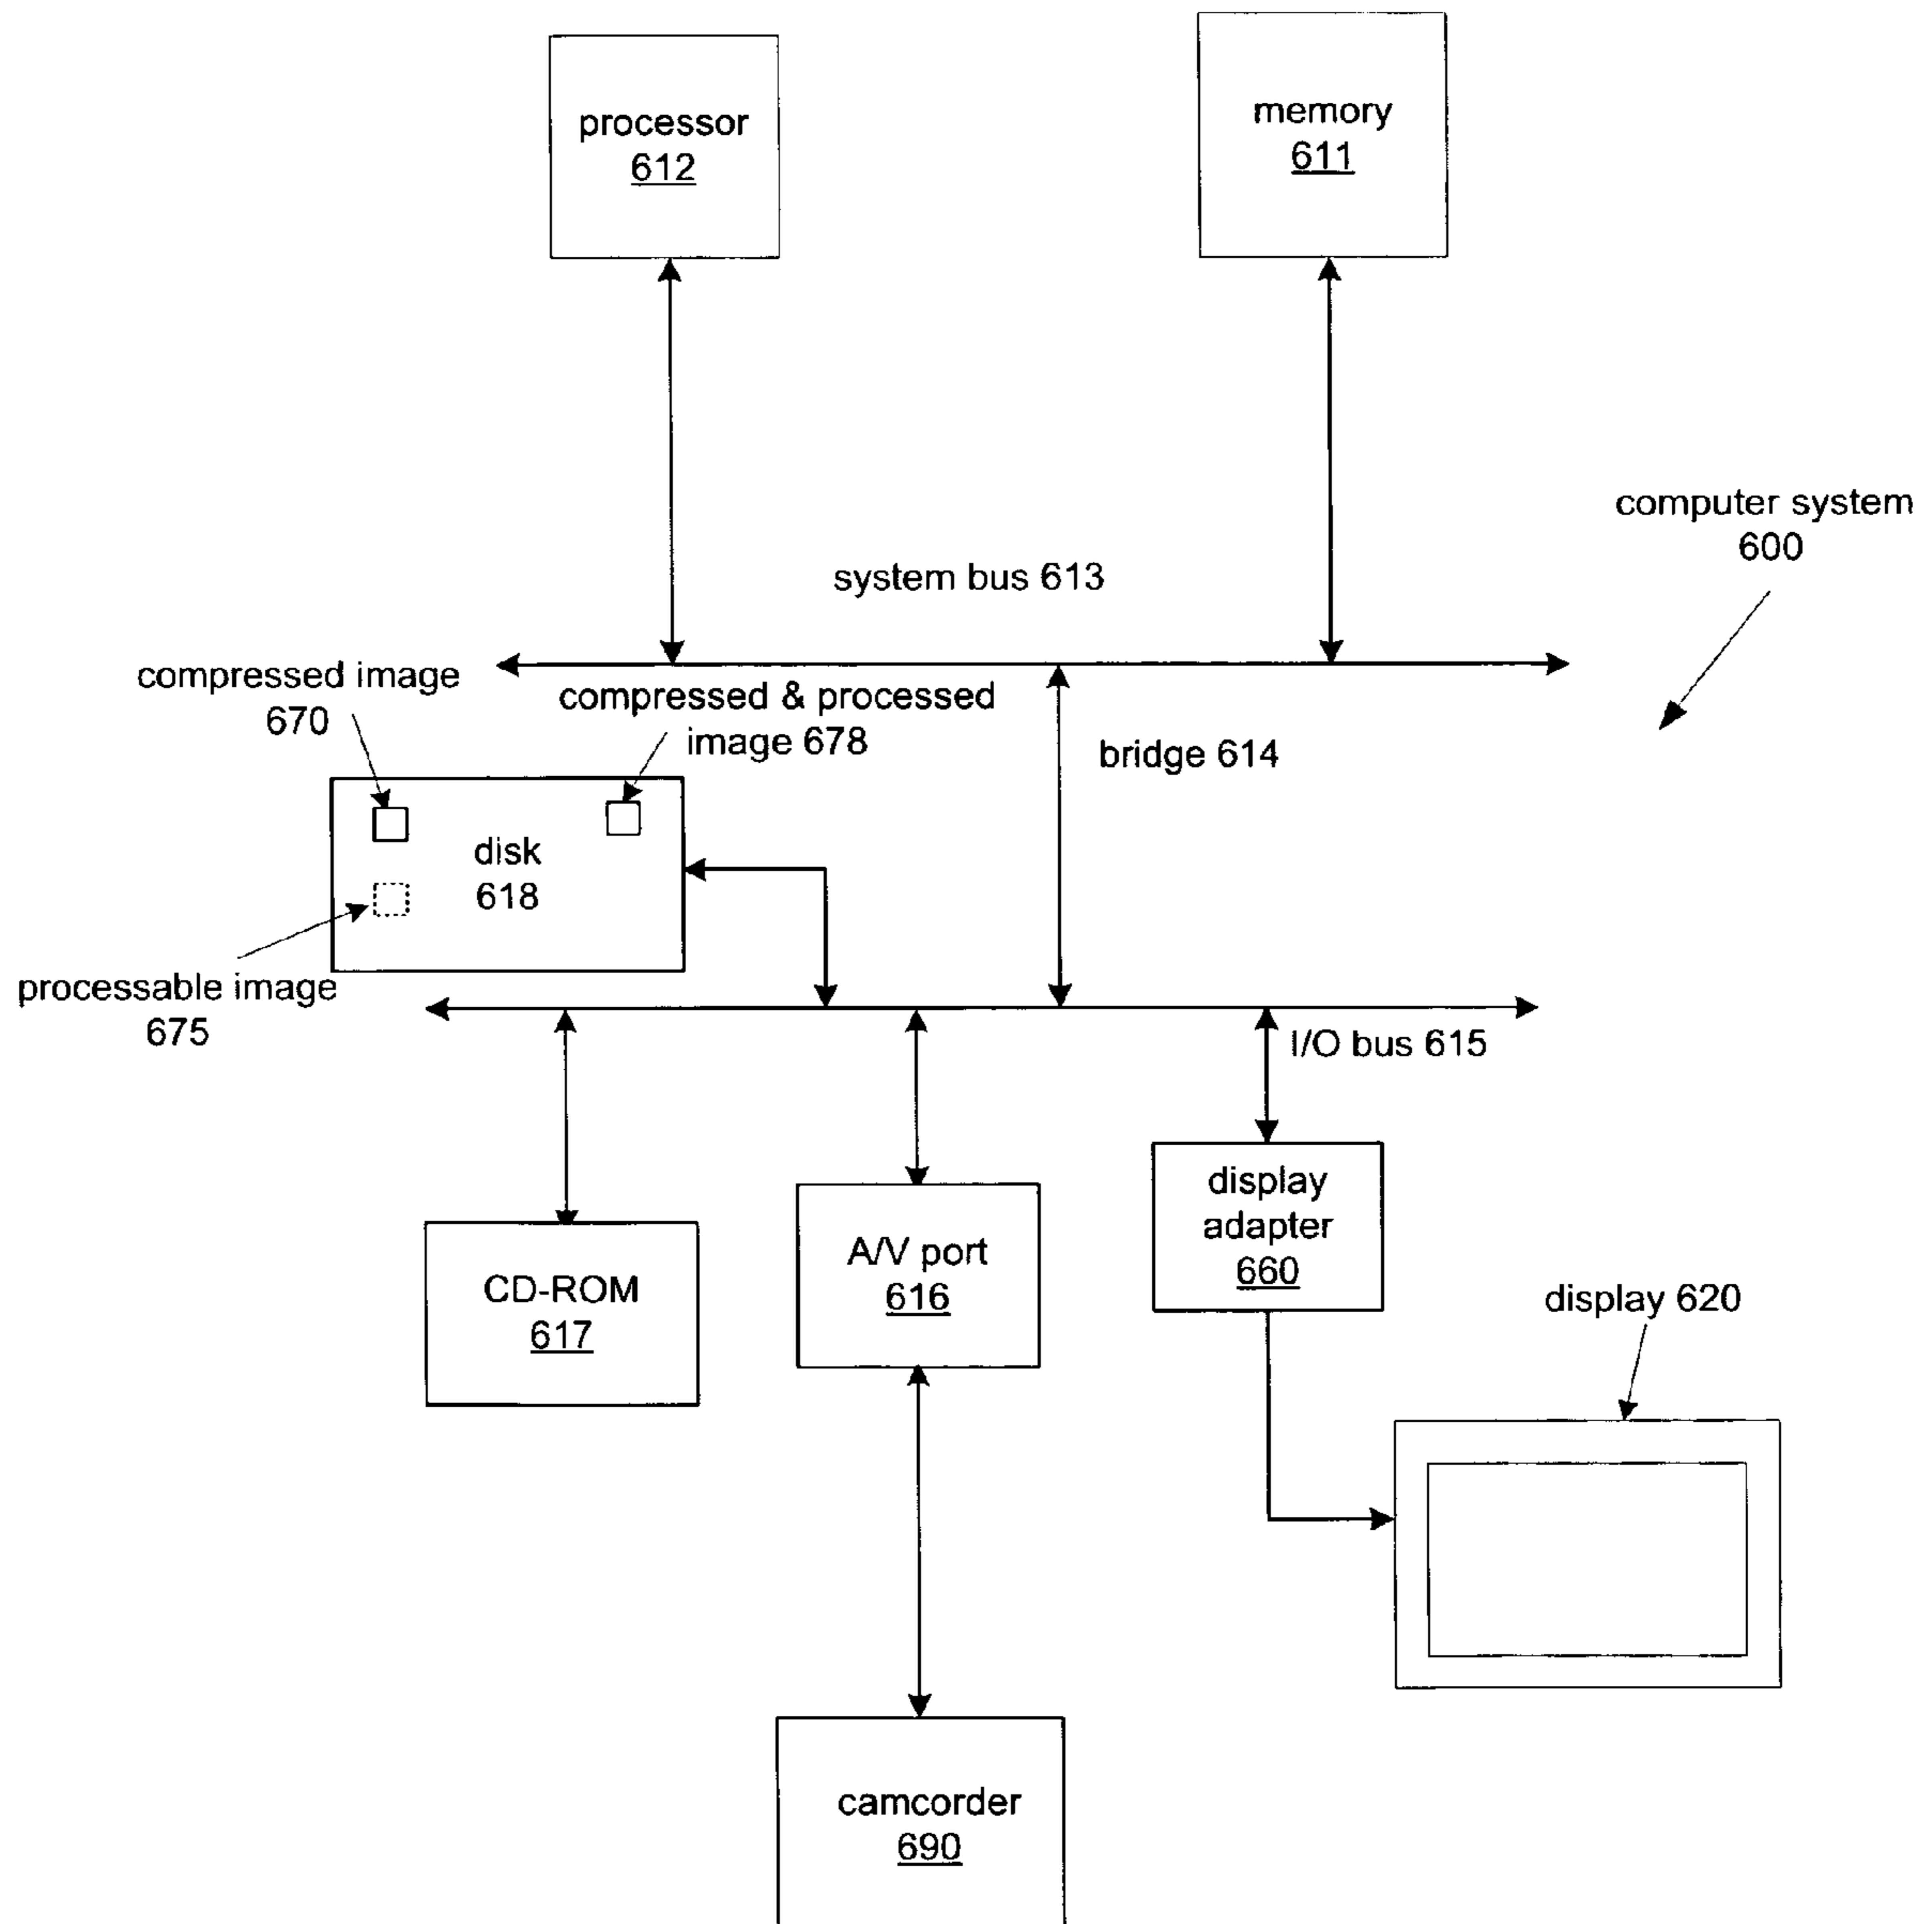 processor
612
memory
611
computer system
600
system bus 613
compressed image
670
compressed & processed
image 678
bridge 614
disk
618
processable image
675
I/O bus 615
display
adapter
660
A/V port
616
CD-ROM
617
display 620
camcorder
690